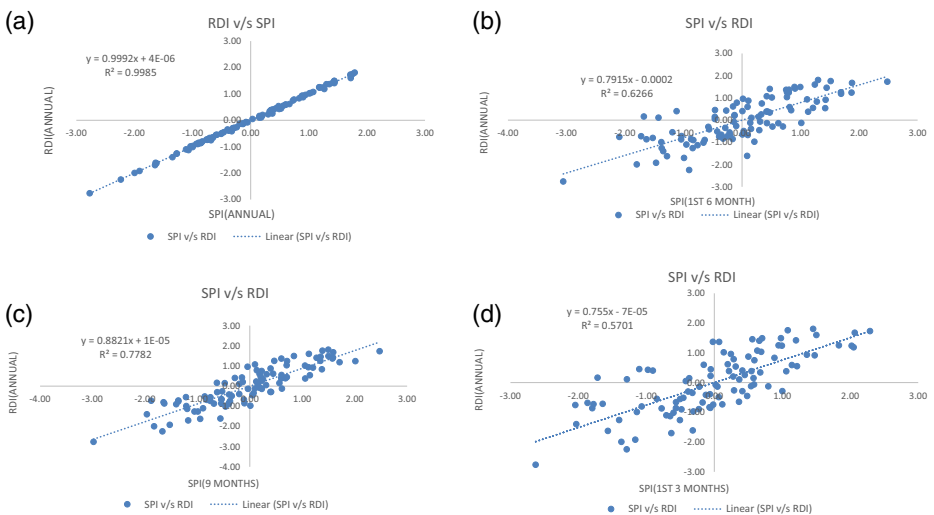 (a)
RDI v/s SPI
y = 0.9992x + 4E-06
R² = 0.9985
RDI(ANNUAL)
3.00
2.00
1.00
0.00
-1.00
-2.00
-3.00
-3.00 -2.00 -1.00 0.00 1.00 2.00 3.00
SPI(ANNUAL)
SPI v/s RDI Linear (SPI v/s RDI)
(b)
SPI v/s RDI
y = 0.7915x - 0.0002
R² = 0.6266
RDI(ANNUAL)
3.00
2.00
1.00
0.00
-1.00
-2.00
-3.00
-4.00 -3.00 -2.00 -1.00 0.00 1.00 2.00 3.00
SPI(1ST 6 MONTH)
SPI v/s RDI Linear (SPI v/s RDI)
(c)
SPI v/s RDI
y = 0.8821x + 1E-05
R² = 0.7782
RDI(ANNUAL)
3.00
2.00
1.00
0.00
-1.00
-2.00
-3.00
-4.00
-4.00 -3.00 -2.00 -1.00 0.00 1.00 2.00 3.00
SPI(9 MONTHS)
SPI v/s RDI Linear (SPI v/s RDI)
(d)
SPI v/s RDI
y = 0.755x - 7E-05
R² = 0.5701
RDI(ANNUAL)
3.00
2.00
1.00
0.00
-1.00
-2.00
-3.00
-3.00 -2.00 -1.00 0.00 1.00 2.00 3.00
SPI(1ST 3 MONTHS)
SPI v/s RDI Linear (SPI v/s RDI)